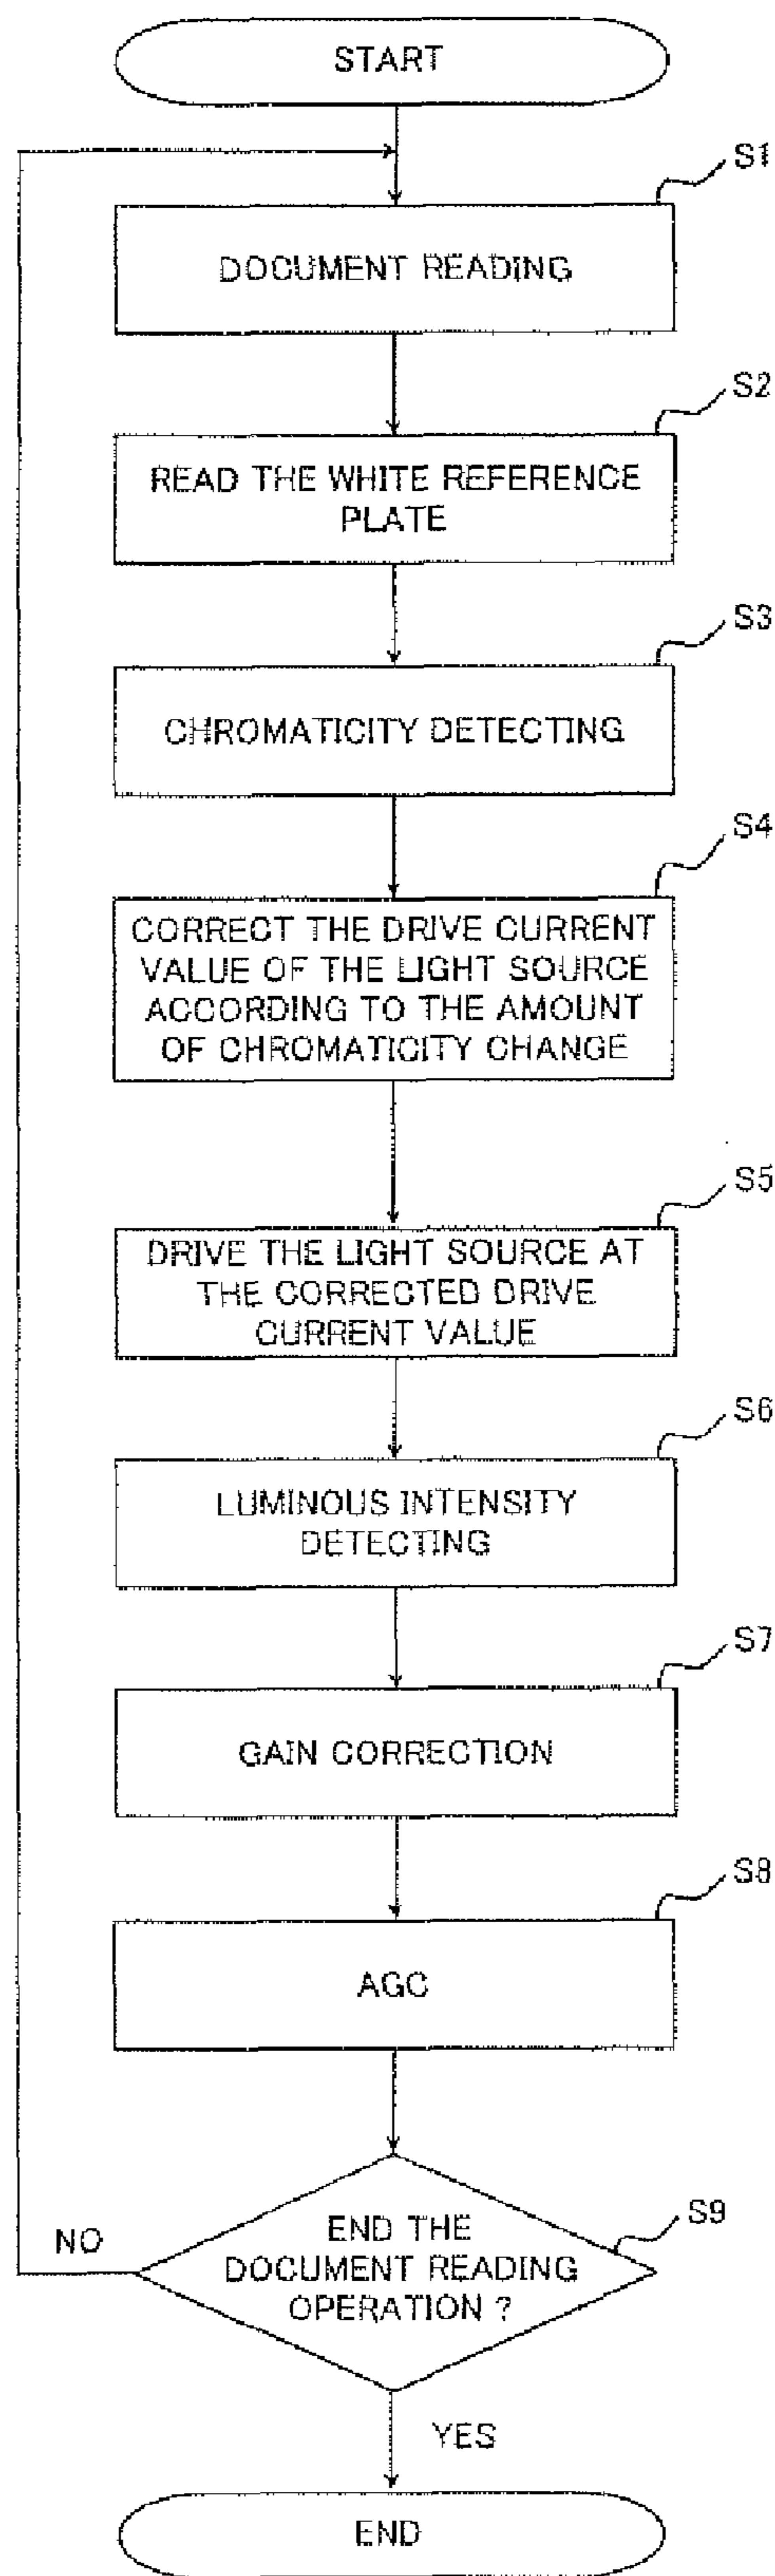 START
S1
DOCUMENT READING
S2
READ THE WHITE REFERENCE
PLATE
S3
CHROMATICITY DETECTING
S4
CORRECT THE DRIVE CURRENT
VALUE OF THE LIGHT SOURCE
ACCORDING TO THE AMOUNT
OF CHROMATICITY CHANGE
S5
DRIVE THE LIGHT SOURCE AT
THE CORRECTED DRIVE
CURRENT VALUE
S6
LUMINOUS INTENSITY
DETECTING
S7
GAIN CORRECTION
S8
AGC
S9
NO
END THE
DOCUMENT READING
OPERATION ?
YES
END